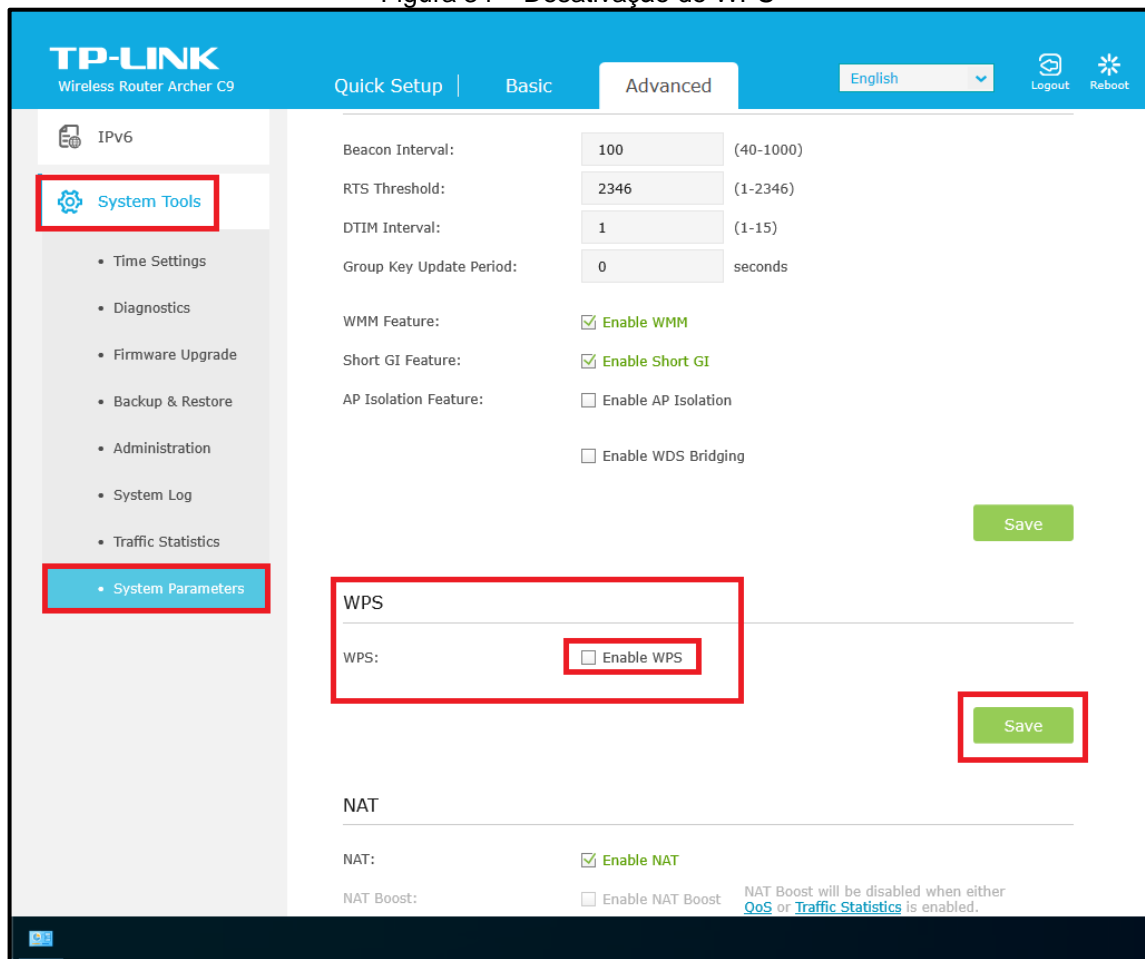 TP-LINK
Wireless Router Archer C9
Quick Setup | Basic Advanced English Logout Reboot
IPv6
System Tools
• Time Settings
• Diagnostics
• Firmware Upgrade
• Backup & Restore
• Administration
• System Log
• Traffic Statistics
• System Parameters
Beacon Interval: 100 (40-1000)
RTS Threshold: 2346 (1-2346)
DTIM Interval: 1 (1-15)
Group Key Update Period: 0 seconds
WMM Feature: Enable WMM
Short GI Feature: Enable Short GI
AP Isolation Feature: Enable AP Isolation
Enable WDS Bridging
Save
WPS
WPS: Enable WPS
Save
NAT
NAT: Enable NAT
NAT Boost: Enable NAT Boost NAT Boost will be disabled when either
QoS or Traffic Statistics is enabled.